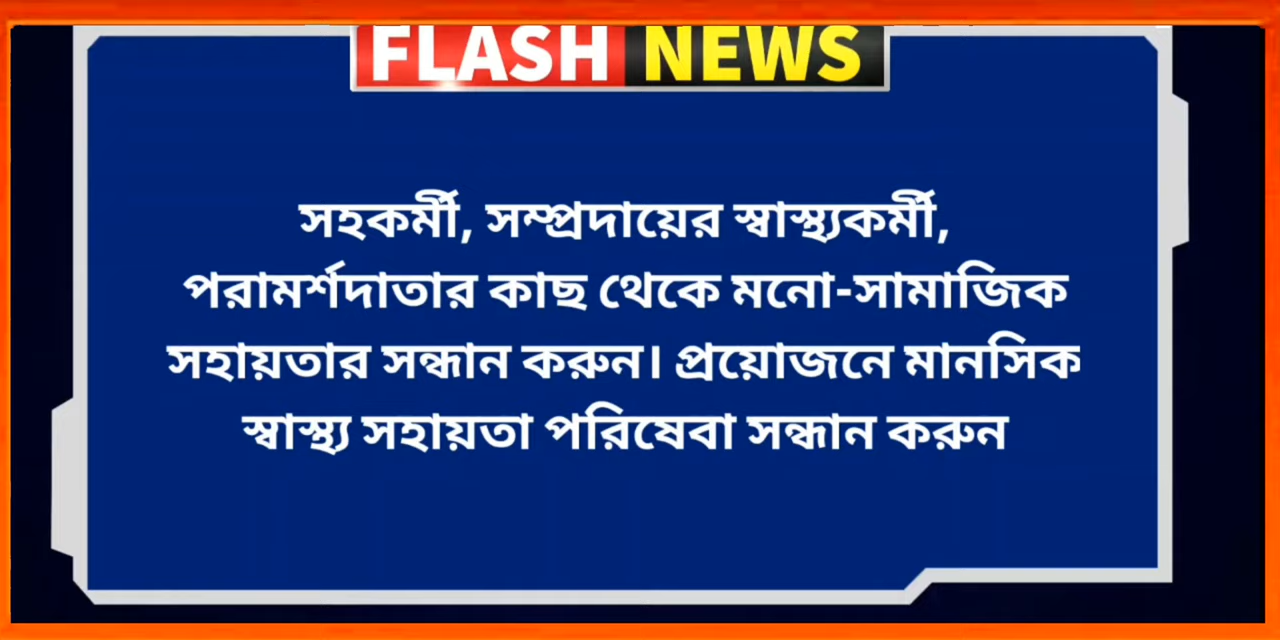 FLASH NEWS
সহকর্মী, সম্প্রদায়ের স্বাস্থ্যকর্মী,
পরামর্শদাতার কাছ থেকে মনো-সামাজিক
সহায়তার সন্ধান করুন। প্রয়োজনে মানসিক
স্বাস্থ্য সহায়তা পরিষেবা সন্ধান করুন